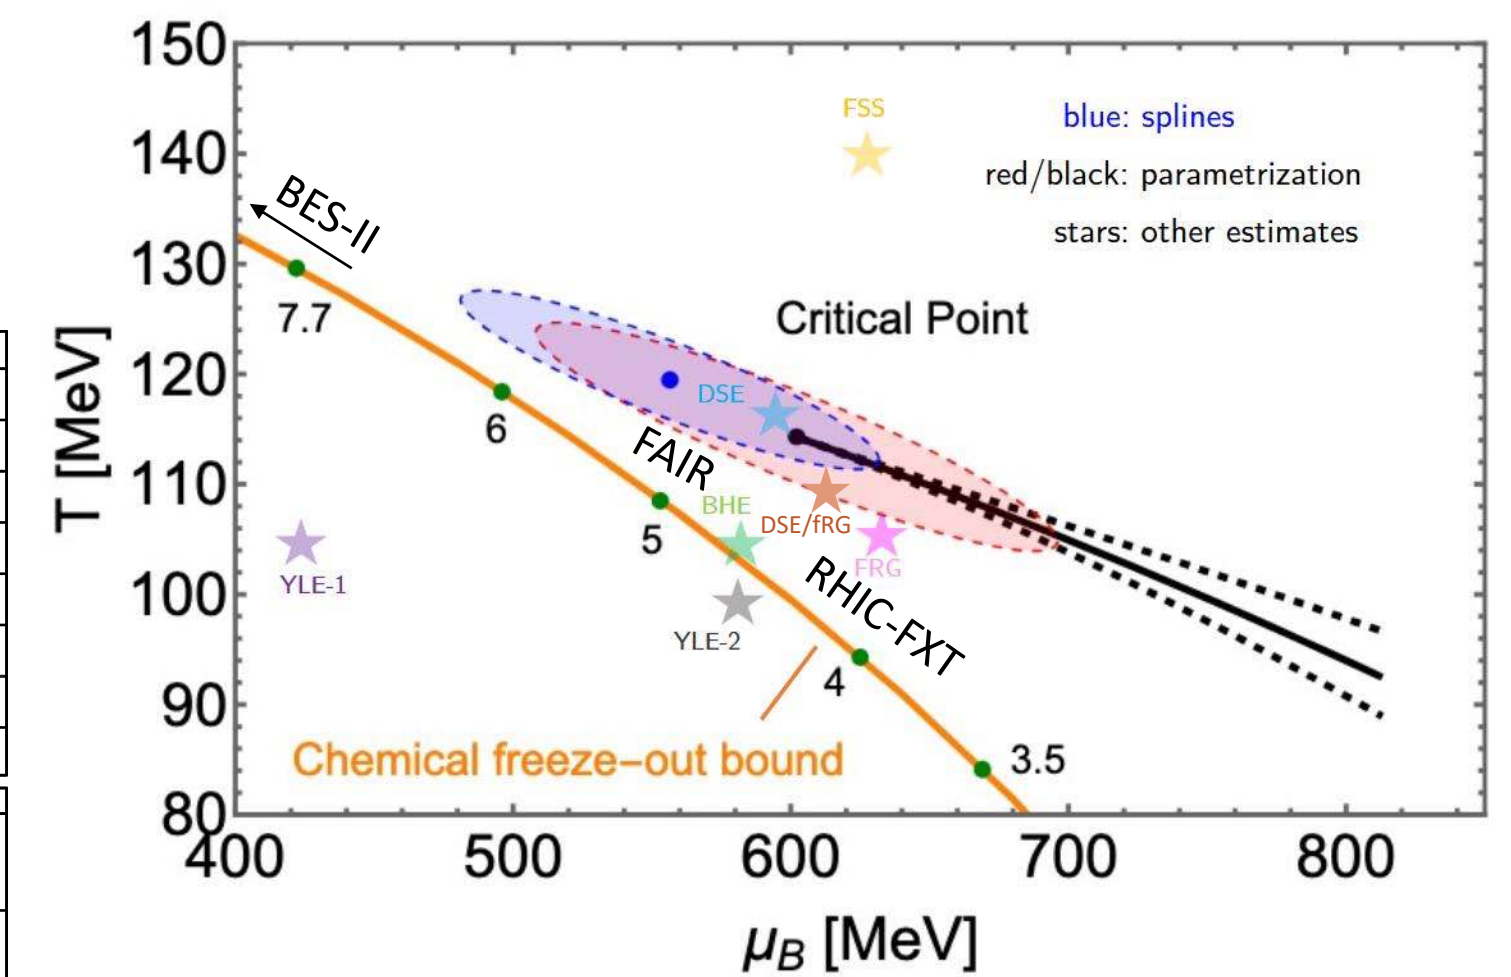 150
FSS
blue: splines
140
red/black: parametrization
BES-II
stars: other estimates
130
7.7
Critical Point
120
DSE
6
FAIR
110
BHE
DSE/fRG
5
FRG
YLE-1
100
RHIC-FXT
YLE-2
4
90
Chemical freeze-out bound
3.5
80
400 500 600 700 800
T [MeV]
μB [MeV]